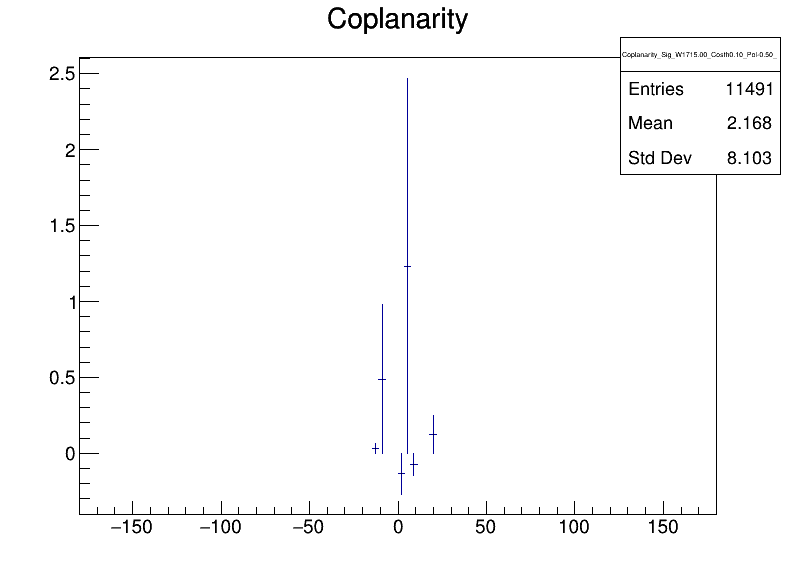 Coplanarity
Coplanarity_Sig_W1715.00_Costh0.10_Pol-0.50_
Entries 11491
Mean 2.168
Std Dev 8.103
2.5
2
1.5
1
0.5
0
−150 −100 −50 0 50 100 150